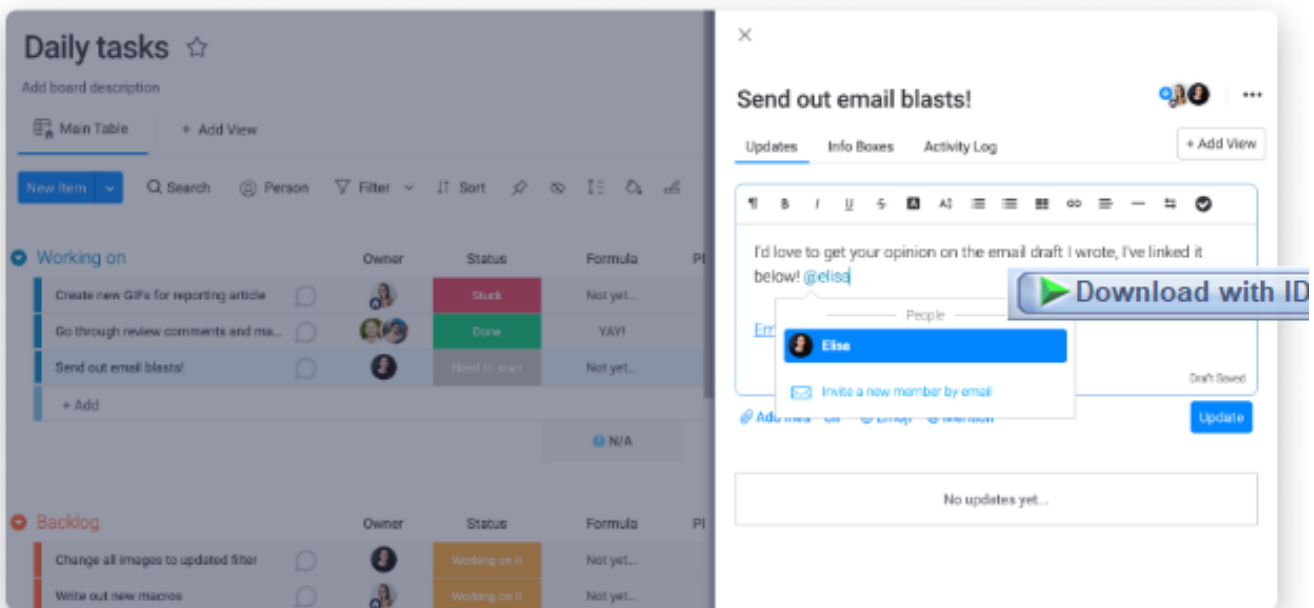 Daily tasks
Add board description
Main Table
+ Add View
New Item
Search
Person
Filter
Sort
Working on
Owner
Status
Formula
Pl
Create new GIFs for reporting article
Stuck
Not yet...
Go through review comments and ma...
Done
YAY!
Send out email blasts!
Need to start
Not yet...
+ Add
N/A
Backlog
Owner
Status
Formula
Pl
Change all images to updated filter
Working on it
Not yet...
Write out new macros
Working on it
Not yet...
Send out email blasts!
Updates
Info Boxes
Activity Log
+ Add View
I'd love to get your opinion on the email draft I wrote, I've linked it
below! @elisa
People
Em
Elise
Invite a new member by email
Draft Saved
Update
No updates yet...
Download with ID